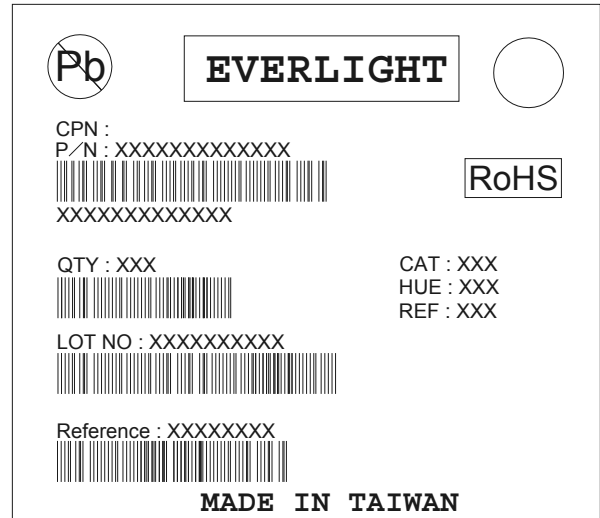 Pb
EVERLIGHT
CPN :
P/N : XXXXXXXXXXXXX
RoHS
XXXXXXXXXXXXX
QTY : XXX
CAT : XXX
HUE : XXX
REF : XXX
LOT NO : XXXXXXXXXX
Reference : XXXXXXXX
MADE IN TAIWAN